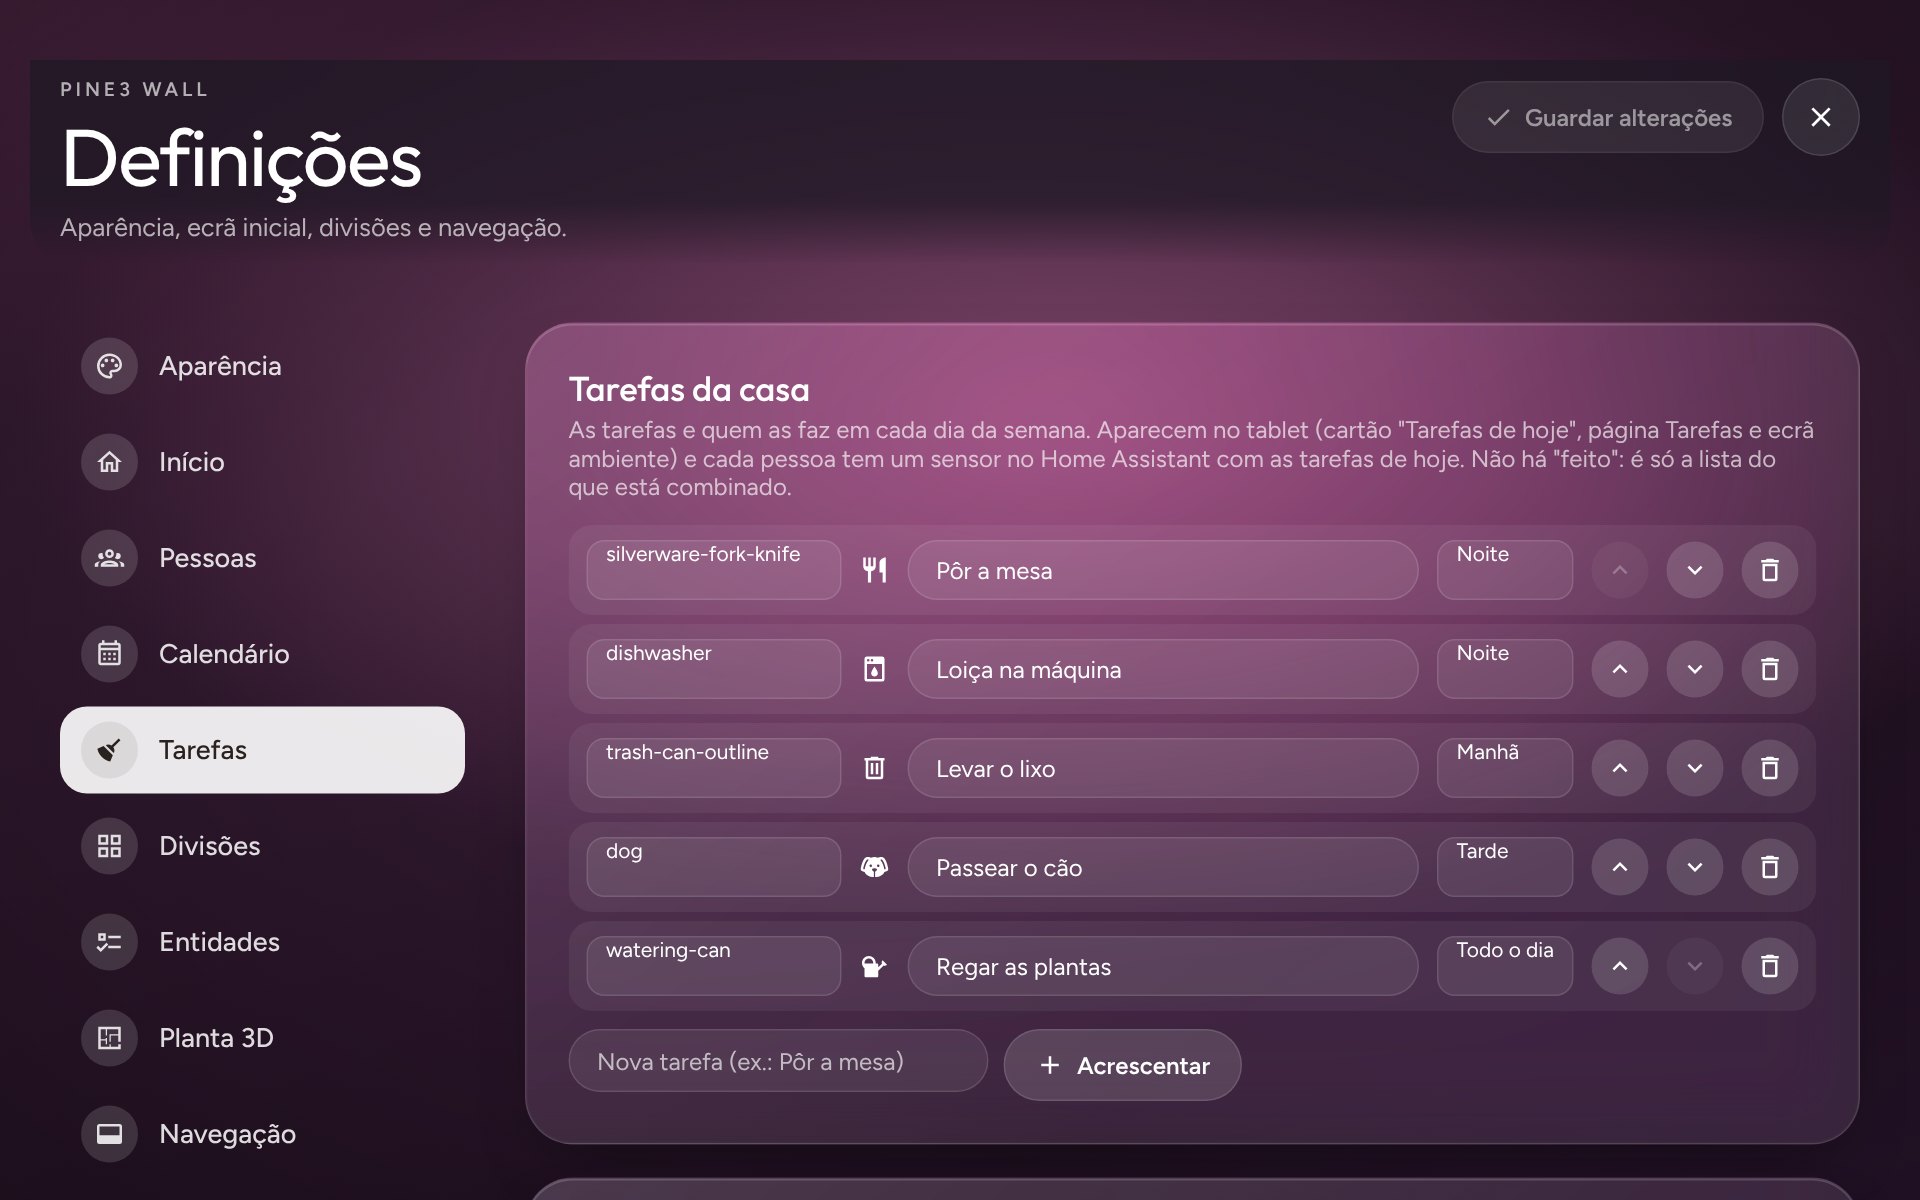 PINE3 WALL
Definições
Aparência, ecrã inicial, divisões e navegação.
Guardar alterações
Aparência
Início
Pessoas
Calendário
Tarefas
Divisões
Entidades
Planta 3D
Navegação
Tarefas da casa
As tarefas e quem as faz em cada dia da semana. Aparecem no tablet (cartão "Tarefas de hoje", página Tarefas e ecrã
ambiente) e cada pessoa tem um sensor no Home Assistant com as tarefas de hoje. Não há "feito": é só a lista do
que está combinado.
silverware-fork-knife Pôr a mesa Noite
dishwasher Loiça na máquina Noite
trash-can-outline Levar o lixo Manhã
dog Passear o cão Tarde
watering-can Regar as plantas Todo o dia
Nova tarefa (ex.: Pôr a mesa) Acrescentar